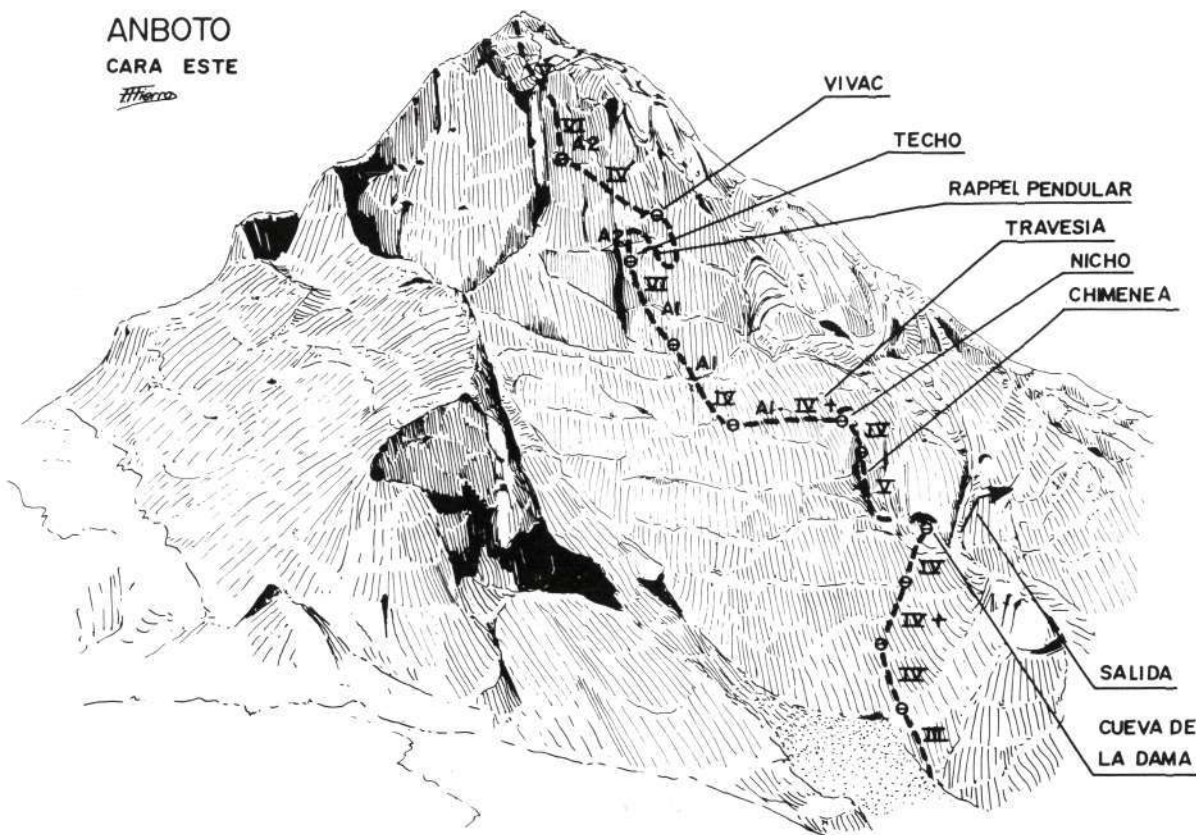 ANBOTO
CARA ESTE
FFierro
VIVAC
TECHO
RAPPEL PENDULAR
TRAVESIA
NICHO
CHIMENEA
VI
A2
IV
A2
VI
A1
A1
IV
A1
IV+
IV
V
IV
IV+
IV
III
SALIDA
CUEVA DE
LA DAMA